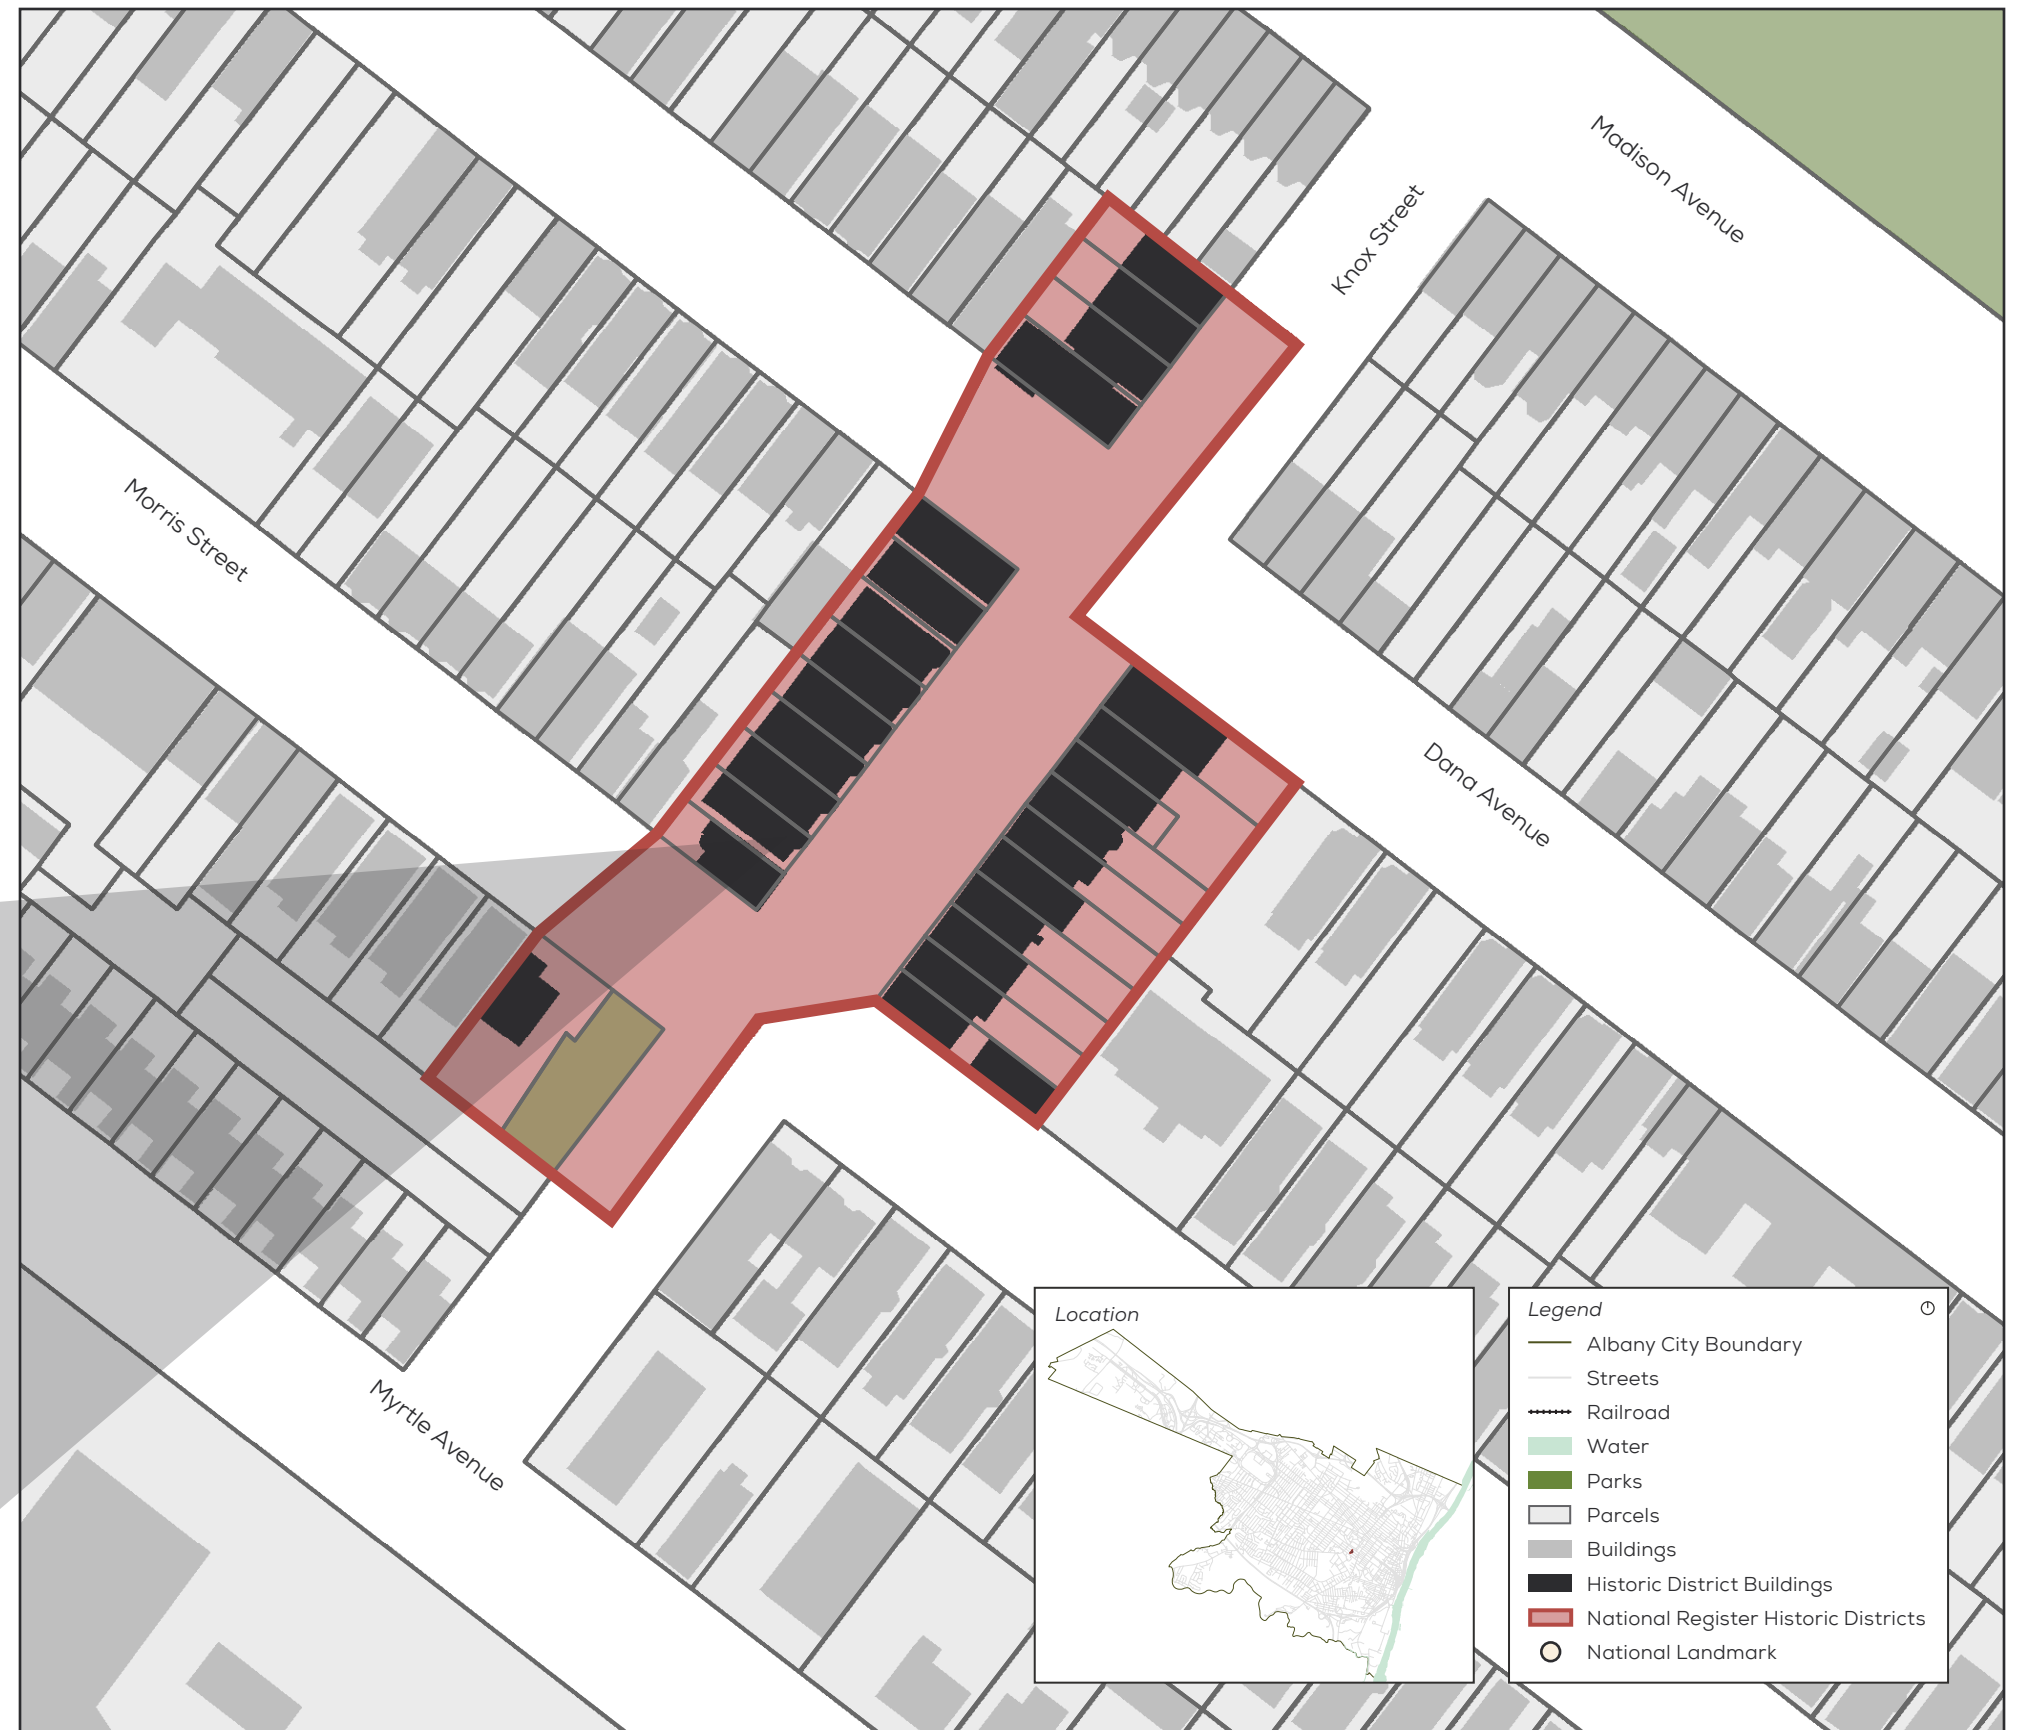 Madison Avenue
Knox Street
Morris Street
Dana Avenue
Myrtle Avenue
Location
Legend
Albany City Boundary
Streets
Railroad
Water
Parks
Parcels
Buildings
Historic District Buildings
National Register Historic Districts
National Landmark